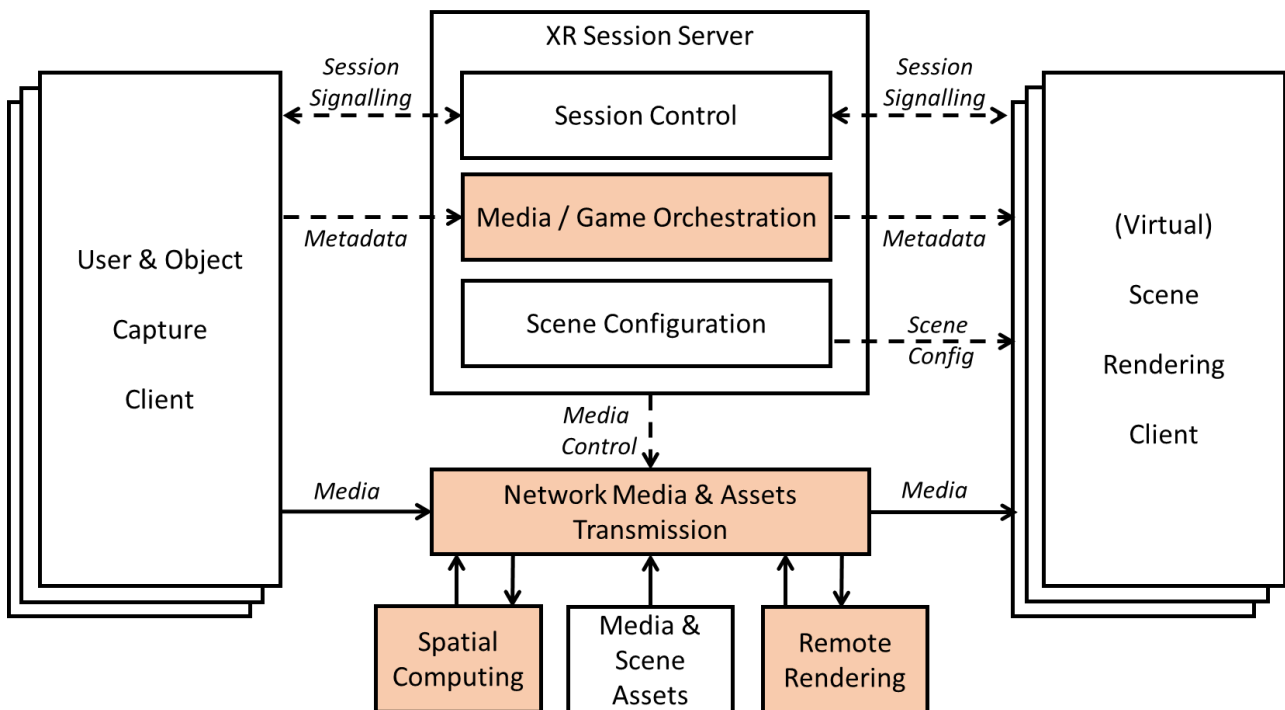 XR Session Server
Session
Signalling
Session Control
Session
Signalling
Media / Game Orchestration
Metadata
Metadata
User & Object
Capture
Client
Scene Configuration
Scene
Config
(Virtual)
Scene
Rendering
Client
Media
Control
Media
Network Media & Assets
Transmission
Media
Spatial
Computing
Media &
Scene
Assets
Remote
Rendering